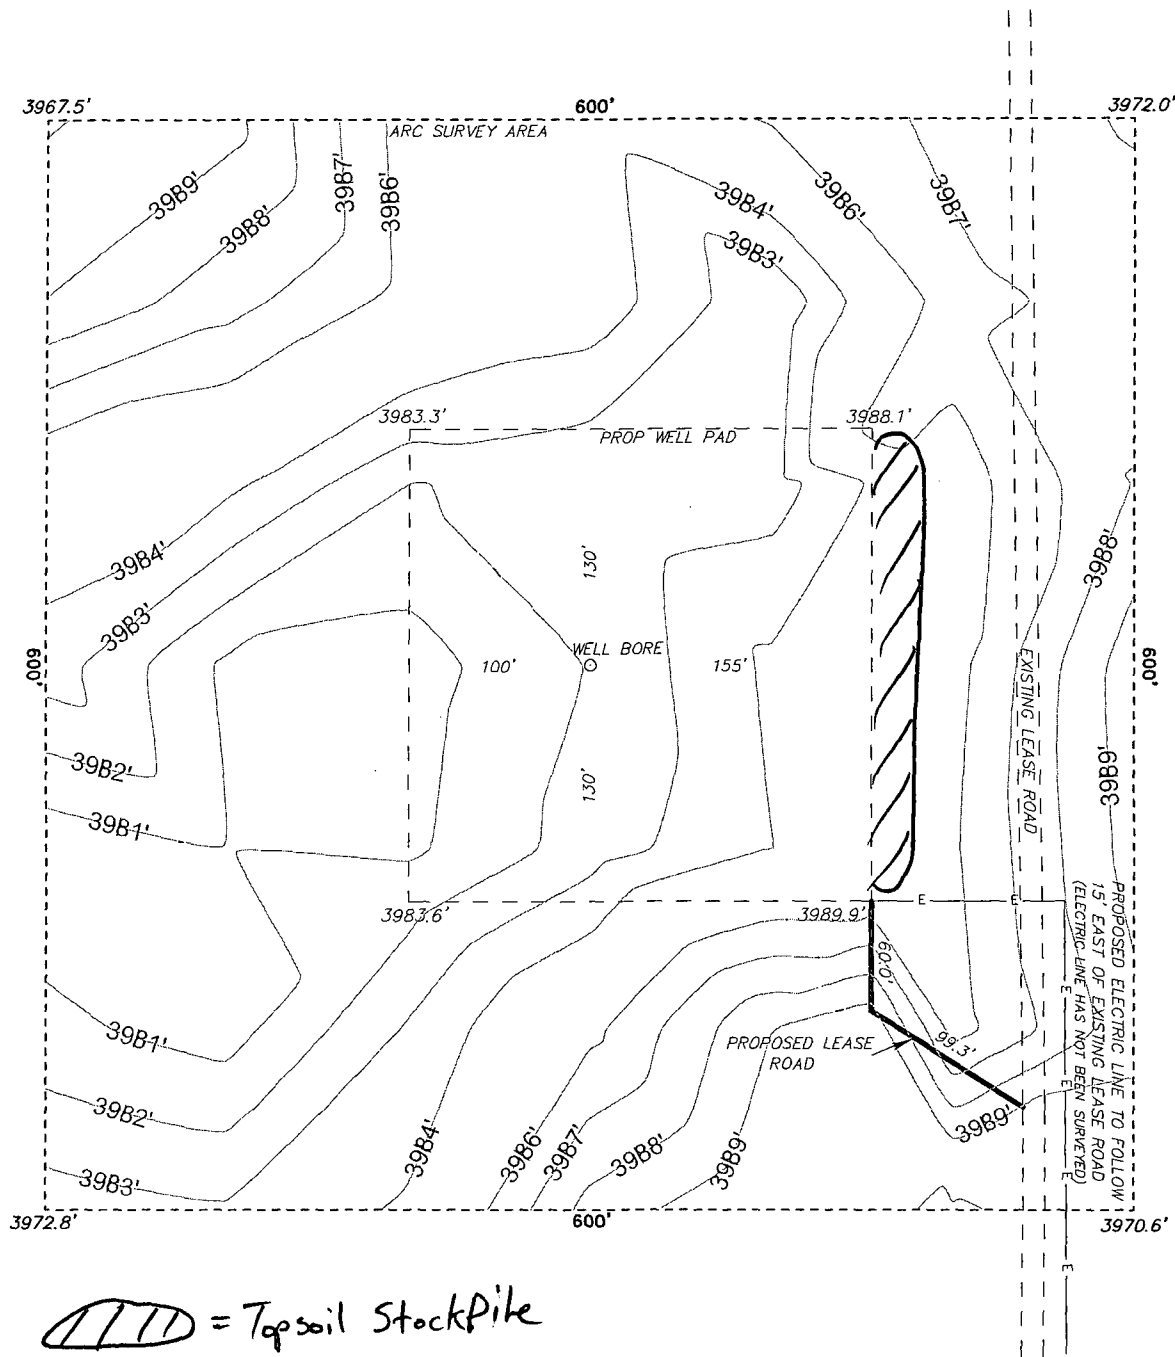 3967.5'
600'
3972.0'
ARC SURVEY AREA
39B9'
39B8'
39B7'
39B6'
39B4'
39B3'
39B6'
39B7'
3983.3'
3988.1'
PROP WELL PAD
39B4'
39B3'
130'
39B8'
600'
WELL BORE
100'
155'
600'
EXISTING LEASE ROAD
39B2'
39B1'
130'
3989'
3983.6'
3989.9'
E
E
60.0'
PROPOSED ELECTRIC LINE TO FOLLOW
15' EAST OF EXISTING LEASE ROAD
(ELECTRIC LINE HAS NOT BEEN SURVEYED)
E
39B1'
PROPOSED LEASE
ROAD
99.3'
E
39B2'
39B4'
39B6'
39B7'
39B8'
39B9'
39B9'
39B3'
E
3972.8'
600'
3970.6'
E
= Topsoil StockPile